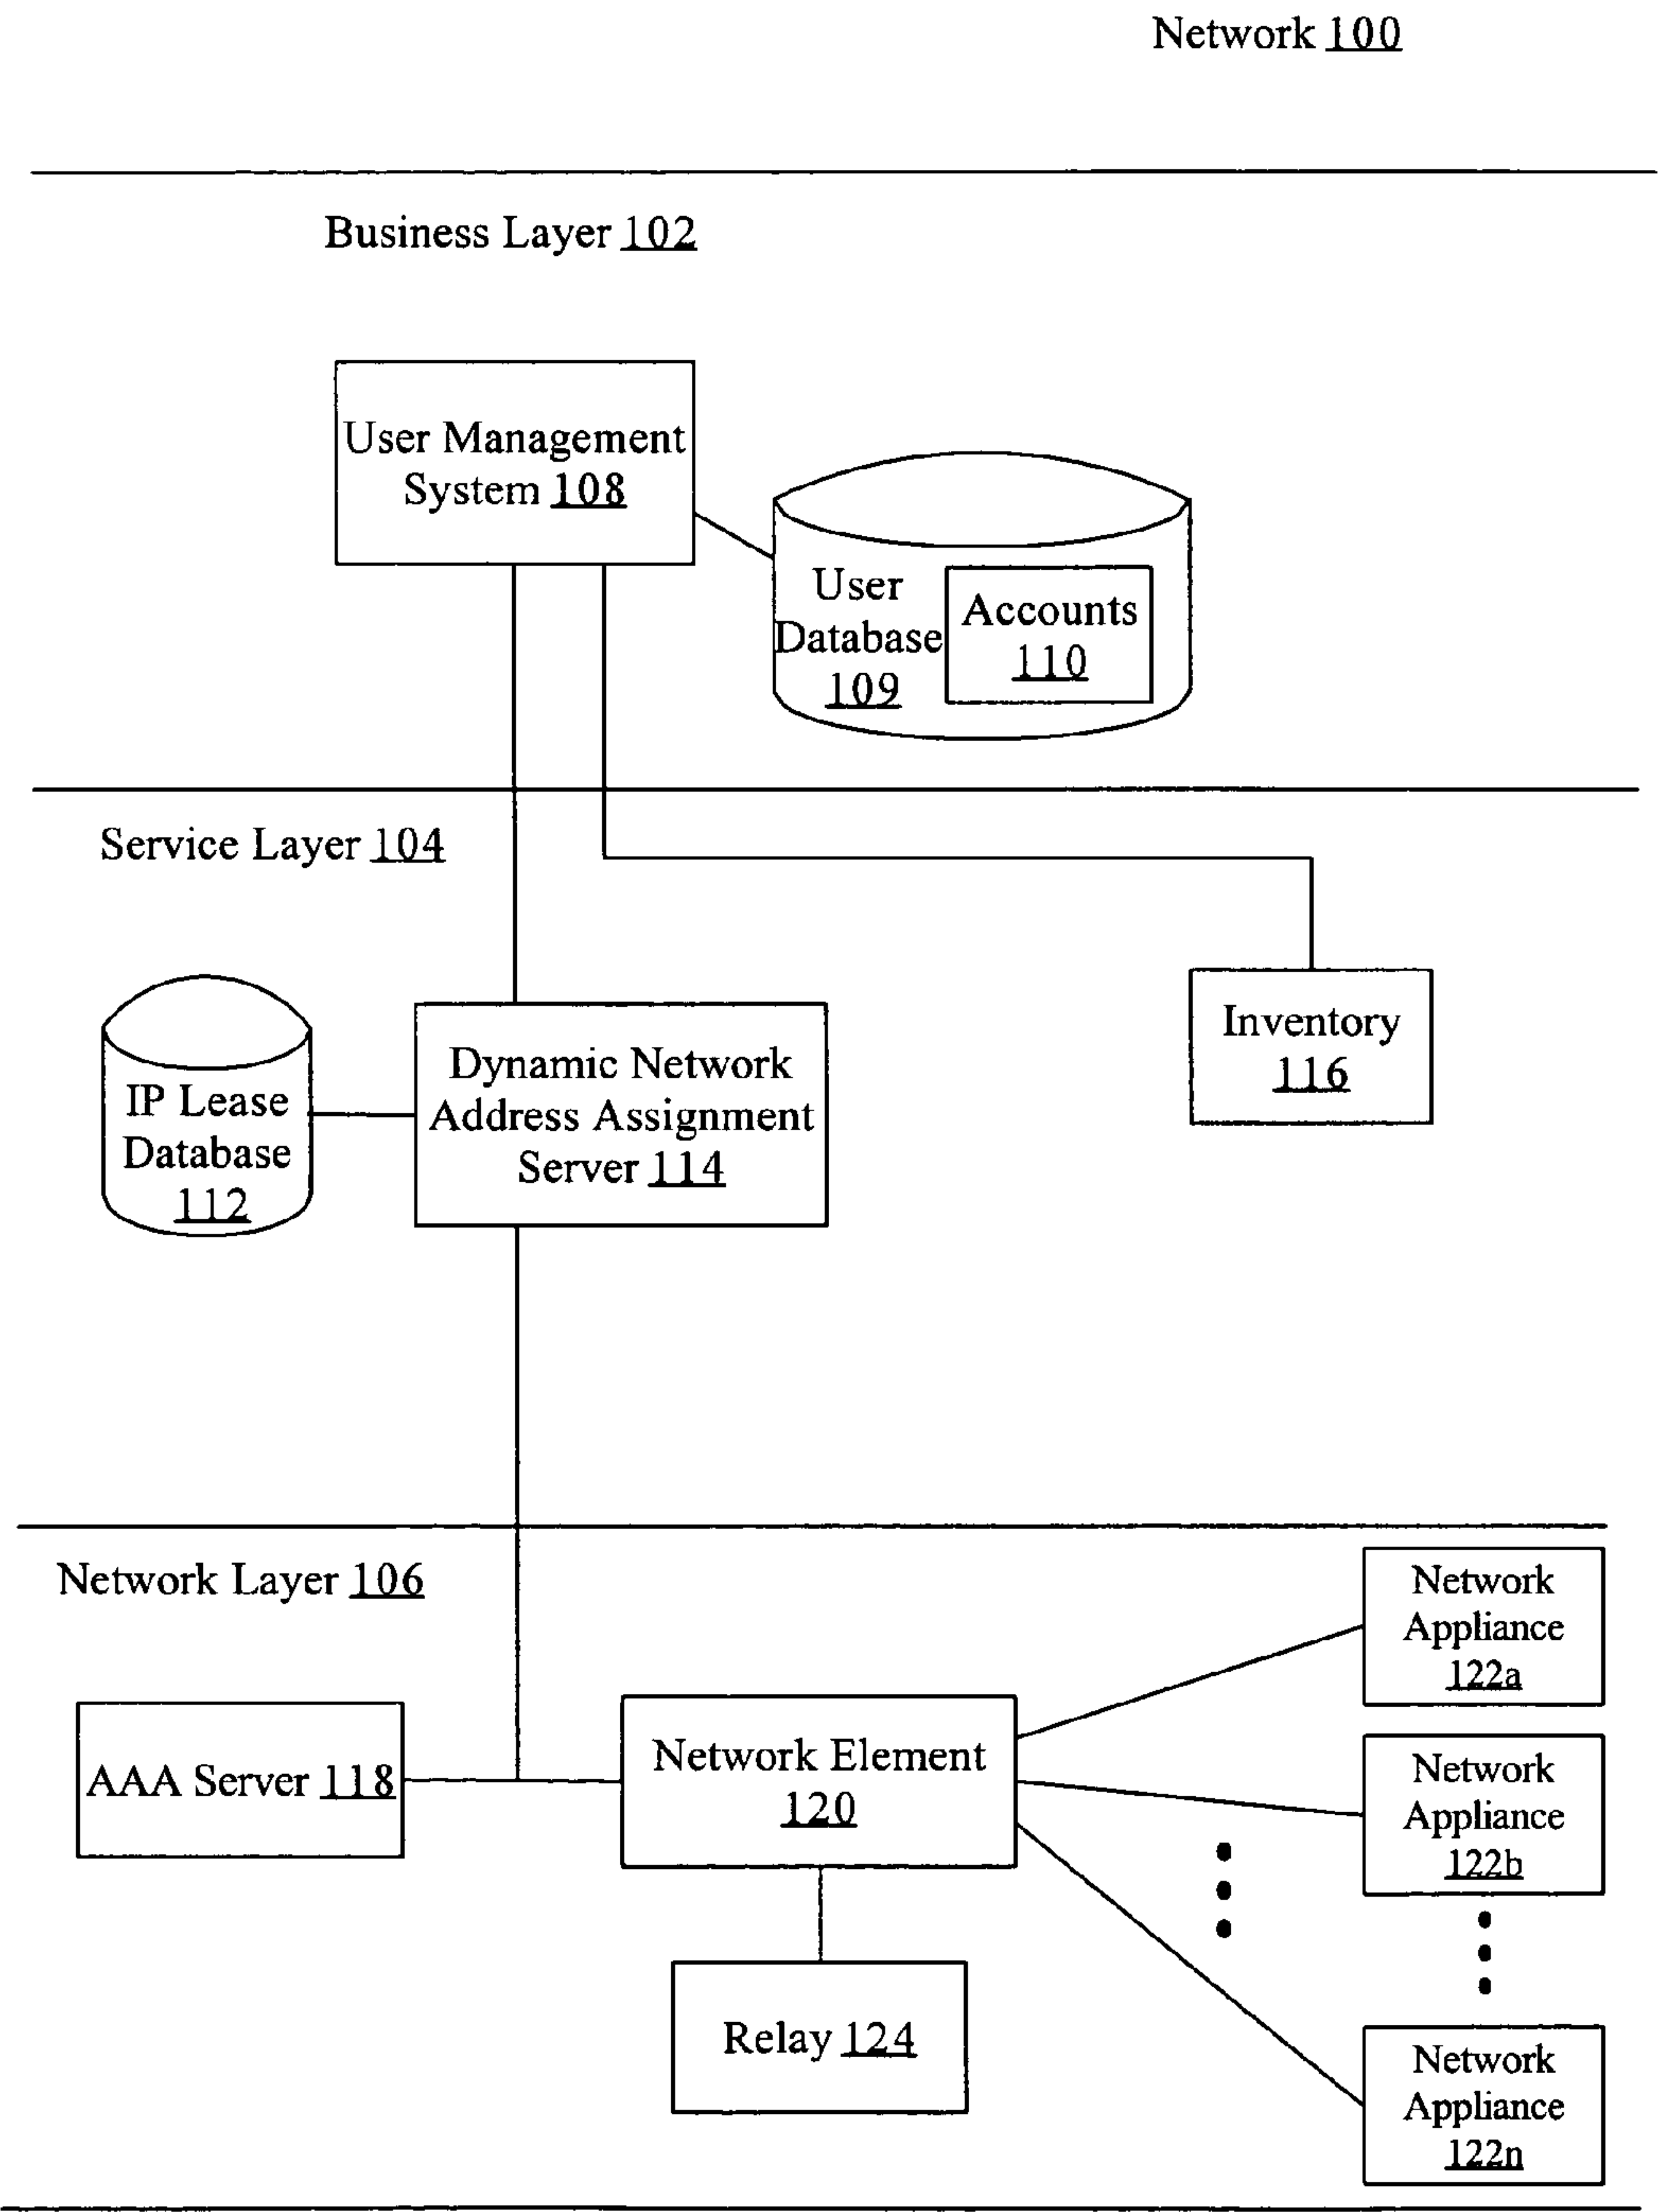 Network 100
Business Layer 102
User Management
System 108
User
Database
109
Accounts
110
Service Layer 104
IP Lease
Database
112
Dynamic Network
Address Assignment
Server 114
Inventory
116
Network Layer 106
AAA Server 118
Network Element
120
Relay 124
Network
Appliance
122a
Network
Appliance
122b
Network
Appliance
122n